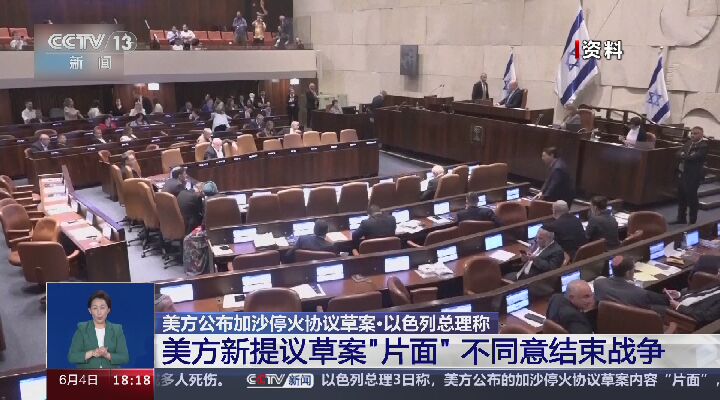 CCTV 13
新闻
资料
美方公布加沙停火协议草案·以色列总理称
美方新提议草案"片面" 不同意结束战争
6月4日 18:18 多人死伤。 CCTV新闻 以色列总理3日称，美方公布的加沙停火协议草案内容“片面”，